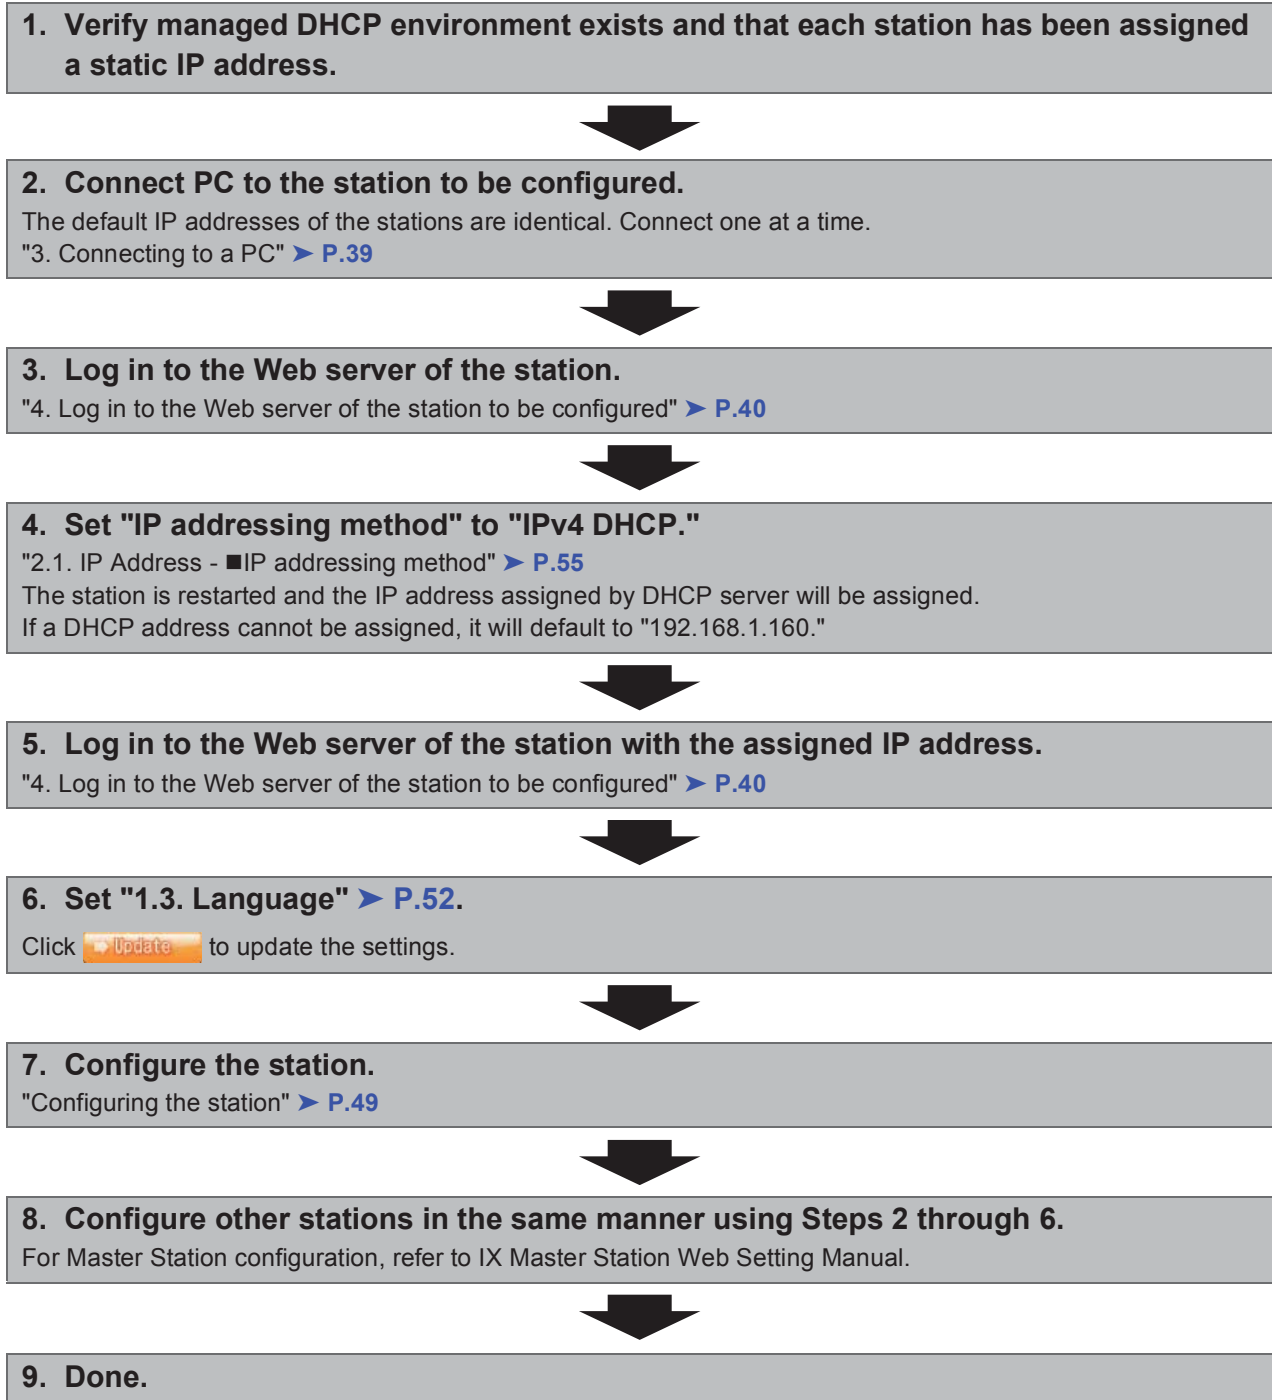 1. Verify managed DHCP environment exists and that each station has been assigned
a static IP address.
2. Connect PC to the station to be configured.
The default IP addresses of the stations are identical. Connect one at a time.
"3. Connecting to a PC" ➤ P.39
3. Log in to the Web server of the station.
"4. Log in to the Web server of the station to be configured" ➤ P.40
4. Set "IP addressing method" to "IPv4 DHCP."
"2.1. IP Address - ■IP addressing method" ➤ P.55
The station is restarted and the IP address assigned by DHCP server will be assigned.
If a DHCP address cannot be assigned, it will default to "192.168.1.160."
5. Log in to the Web server of the station with the assigned IP address.
"4. Log in to the Web server of the station to be configured" ➤ P.40
6. Set "1.3. Language" ➤ P.52.
Click Update to update the settings.
7. Configure the station.
"Configuring the station" ➤ P.49
8. Configure other stations in the same manner using Steps 2 through 6.
For Master Station configuration, refer to IX Master Station Web Setting Manual.
9. Done.